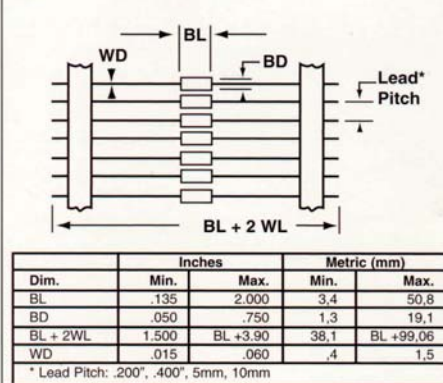 BL
WD
BD
Lead*
Pitch
BL + 2 WL
Inches Metric (mm)
Dim. Min. Max. Min. Max.
BL .135 2.000 3,4 50,8
BD .050 .750 1,3 19,1
BL + 2WL 1.500 BL +3.90 38,1 BL +99,06
WD .015 .060 ,4 1,5
* Lead Pitch: .200", .400", 5mm, 10mm